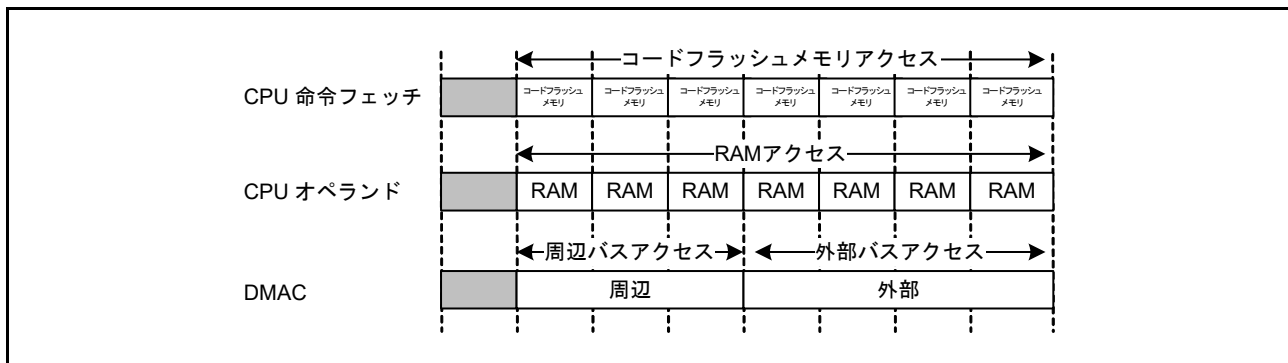 コードフラッシュメモリアクセス
CPU 命令フェッチ
コードフラッシュ
メモリ
コードフラッシュ
メモリ
コードフラッシュ
メモリ
コードフラッシュ
メモリ
コードフラッシュ
メモリ
コードフラッシュ
メモリ
コードフラッシュ
メモリ
RAMアクセス
CPU オペランド
RAM
RAM
RAM
RAM
RAM
RAM
RAM
周辺バスアクセス
外部バスアクセス
DMAC
周辺
外部